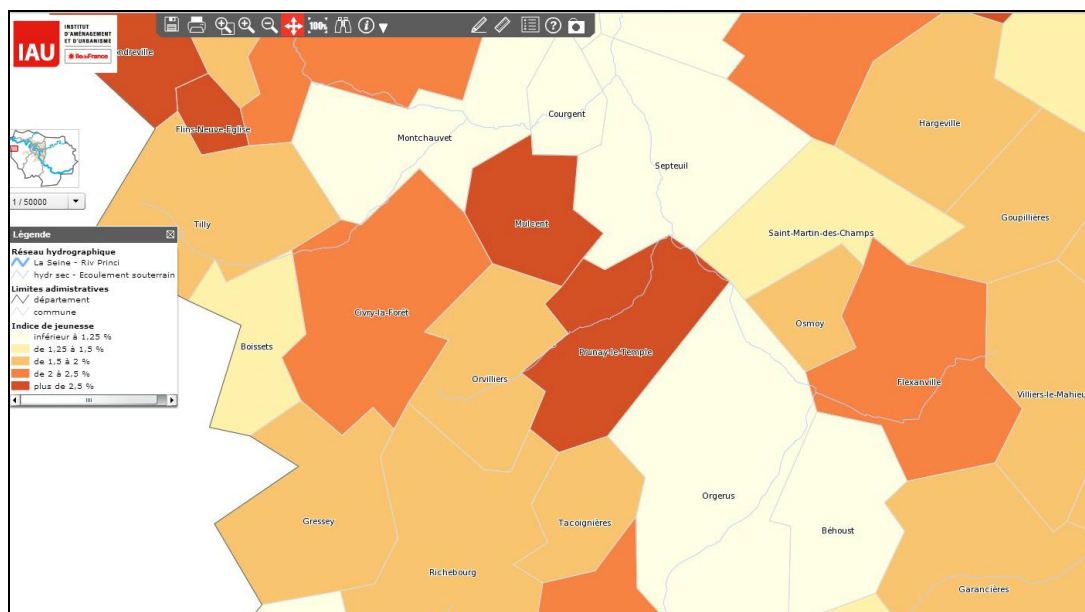 IAU
INSTITUT
D'AMÉNAGEMENT
ET D'URBANISME
îledeFrance
100%
1 / 50000
Légende
Réseau hydrographique
La Seine - Riv Princi
hydr sec - Ecoulement souterrain
Limites adimistratives
département
commune
Indice de jeunesse
inférieur à 1,25 %
de 1,25 à 1,5 %
de 1,5 à 2 %
de 2 à 2,5 %
plus de 2,5 %
ondreville
Flins-Neuve-Eglise
Montchauvet
Courgent
Septeuil
Hargeville
Tilly
Mulcent
Saint-Martin-des-Champs
Goupillières
Civry-la-Forêt
Boissets
Osmoy
Prunay-le-Temple
Orvilliers
Flexanville
Villiers-le-Mahieu
Gressey
Tacoignières
Orgerus
Béhoust
Richebourg
Garancières